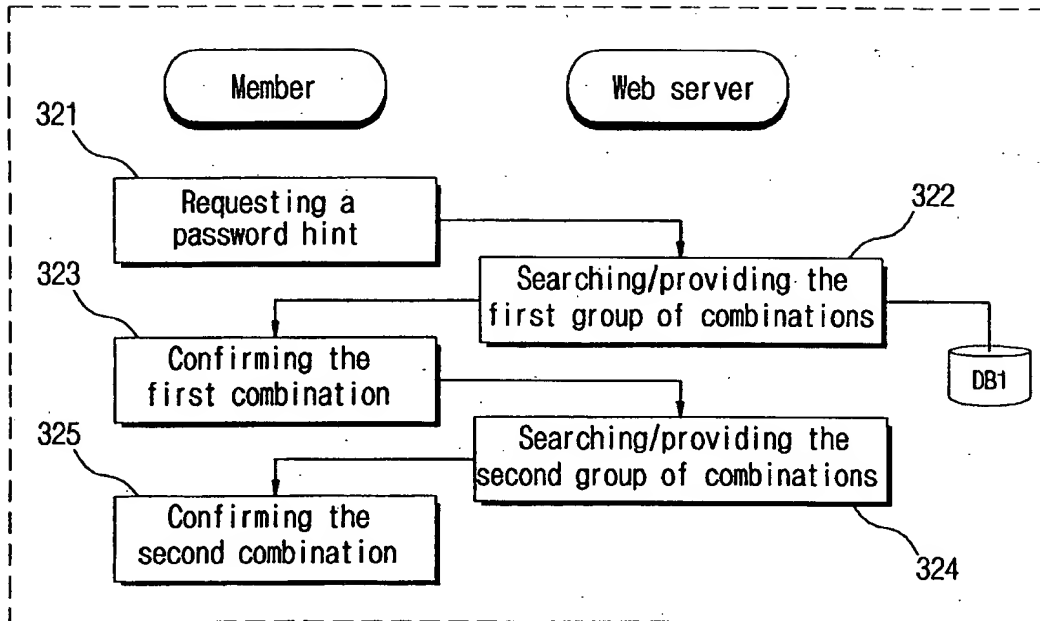 Member
Web server
321
Requesting a
password hint
322
Searching/providing the
first group of combinations
323
Confirming the
first combination
DB1
Searching/providing the
second group of combinations
325
Confirming the
second combination
324